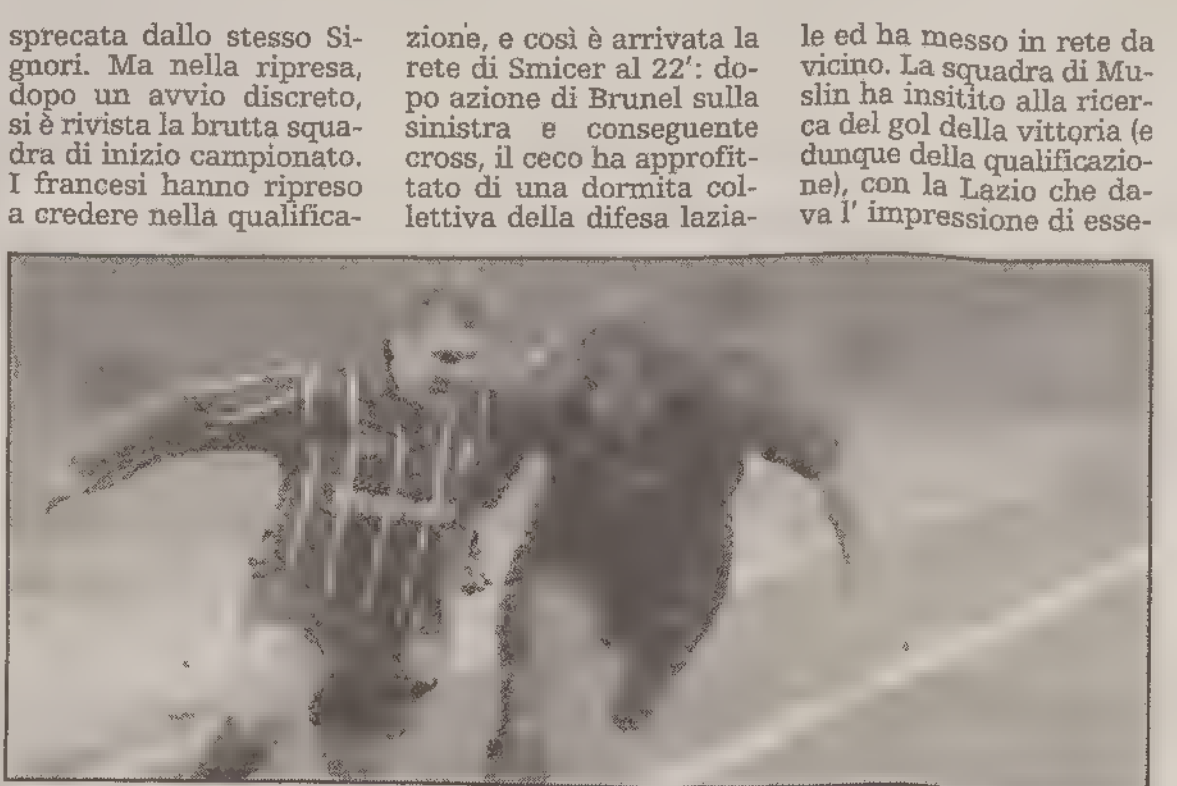 sprecata dallo stesso Si-
gnori. Ma nella ripresa,
dopo un avvio discreto,
si è rivista la brutta squa-
dra di inizio campionato.
I francesi hanno ripreso
a credere nella qualifica-
zione, e così è arrivata la
rete di Smicer al 22': do-
po azione di Brunel sulla
sinistra e conseguente
cross, il ceco ha approfit-
tato di una dormita col-
lettiva della difesa lazia-
le ed ha messo in rete da
vicino. La squadra di Mu-
slin ha insitito alla ricer-
ca del gol della vittoria (e
dunque della qualificazio-
ne), con la Lazio che da-
va l' impressione di esse-